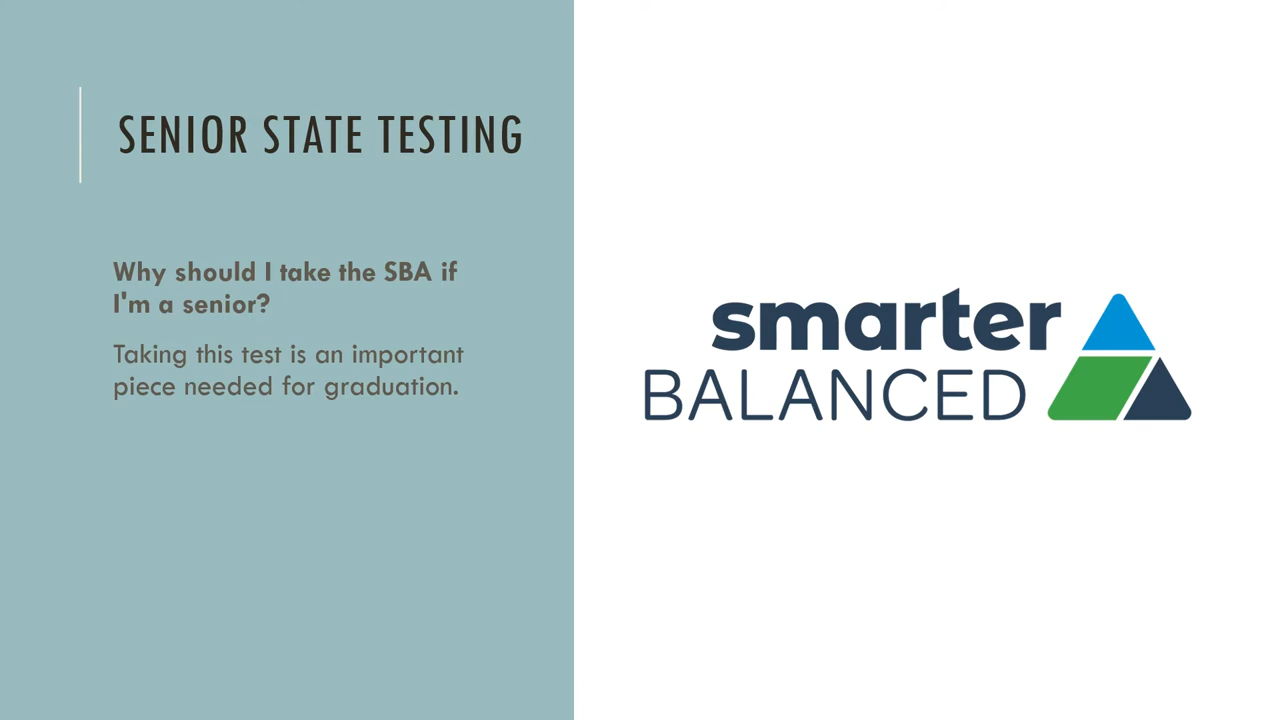 SENIOR STATE TESTING
Why should I take the SBA if
I'm a senior?
Taking this test is an important
piece needed for graduation.
smarter
BALANCED